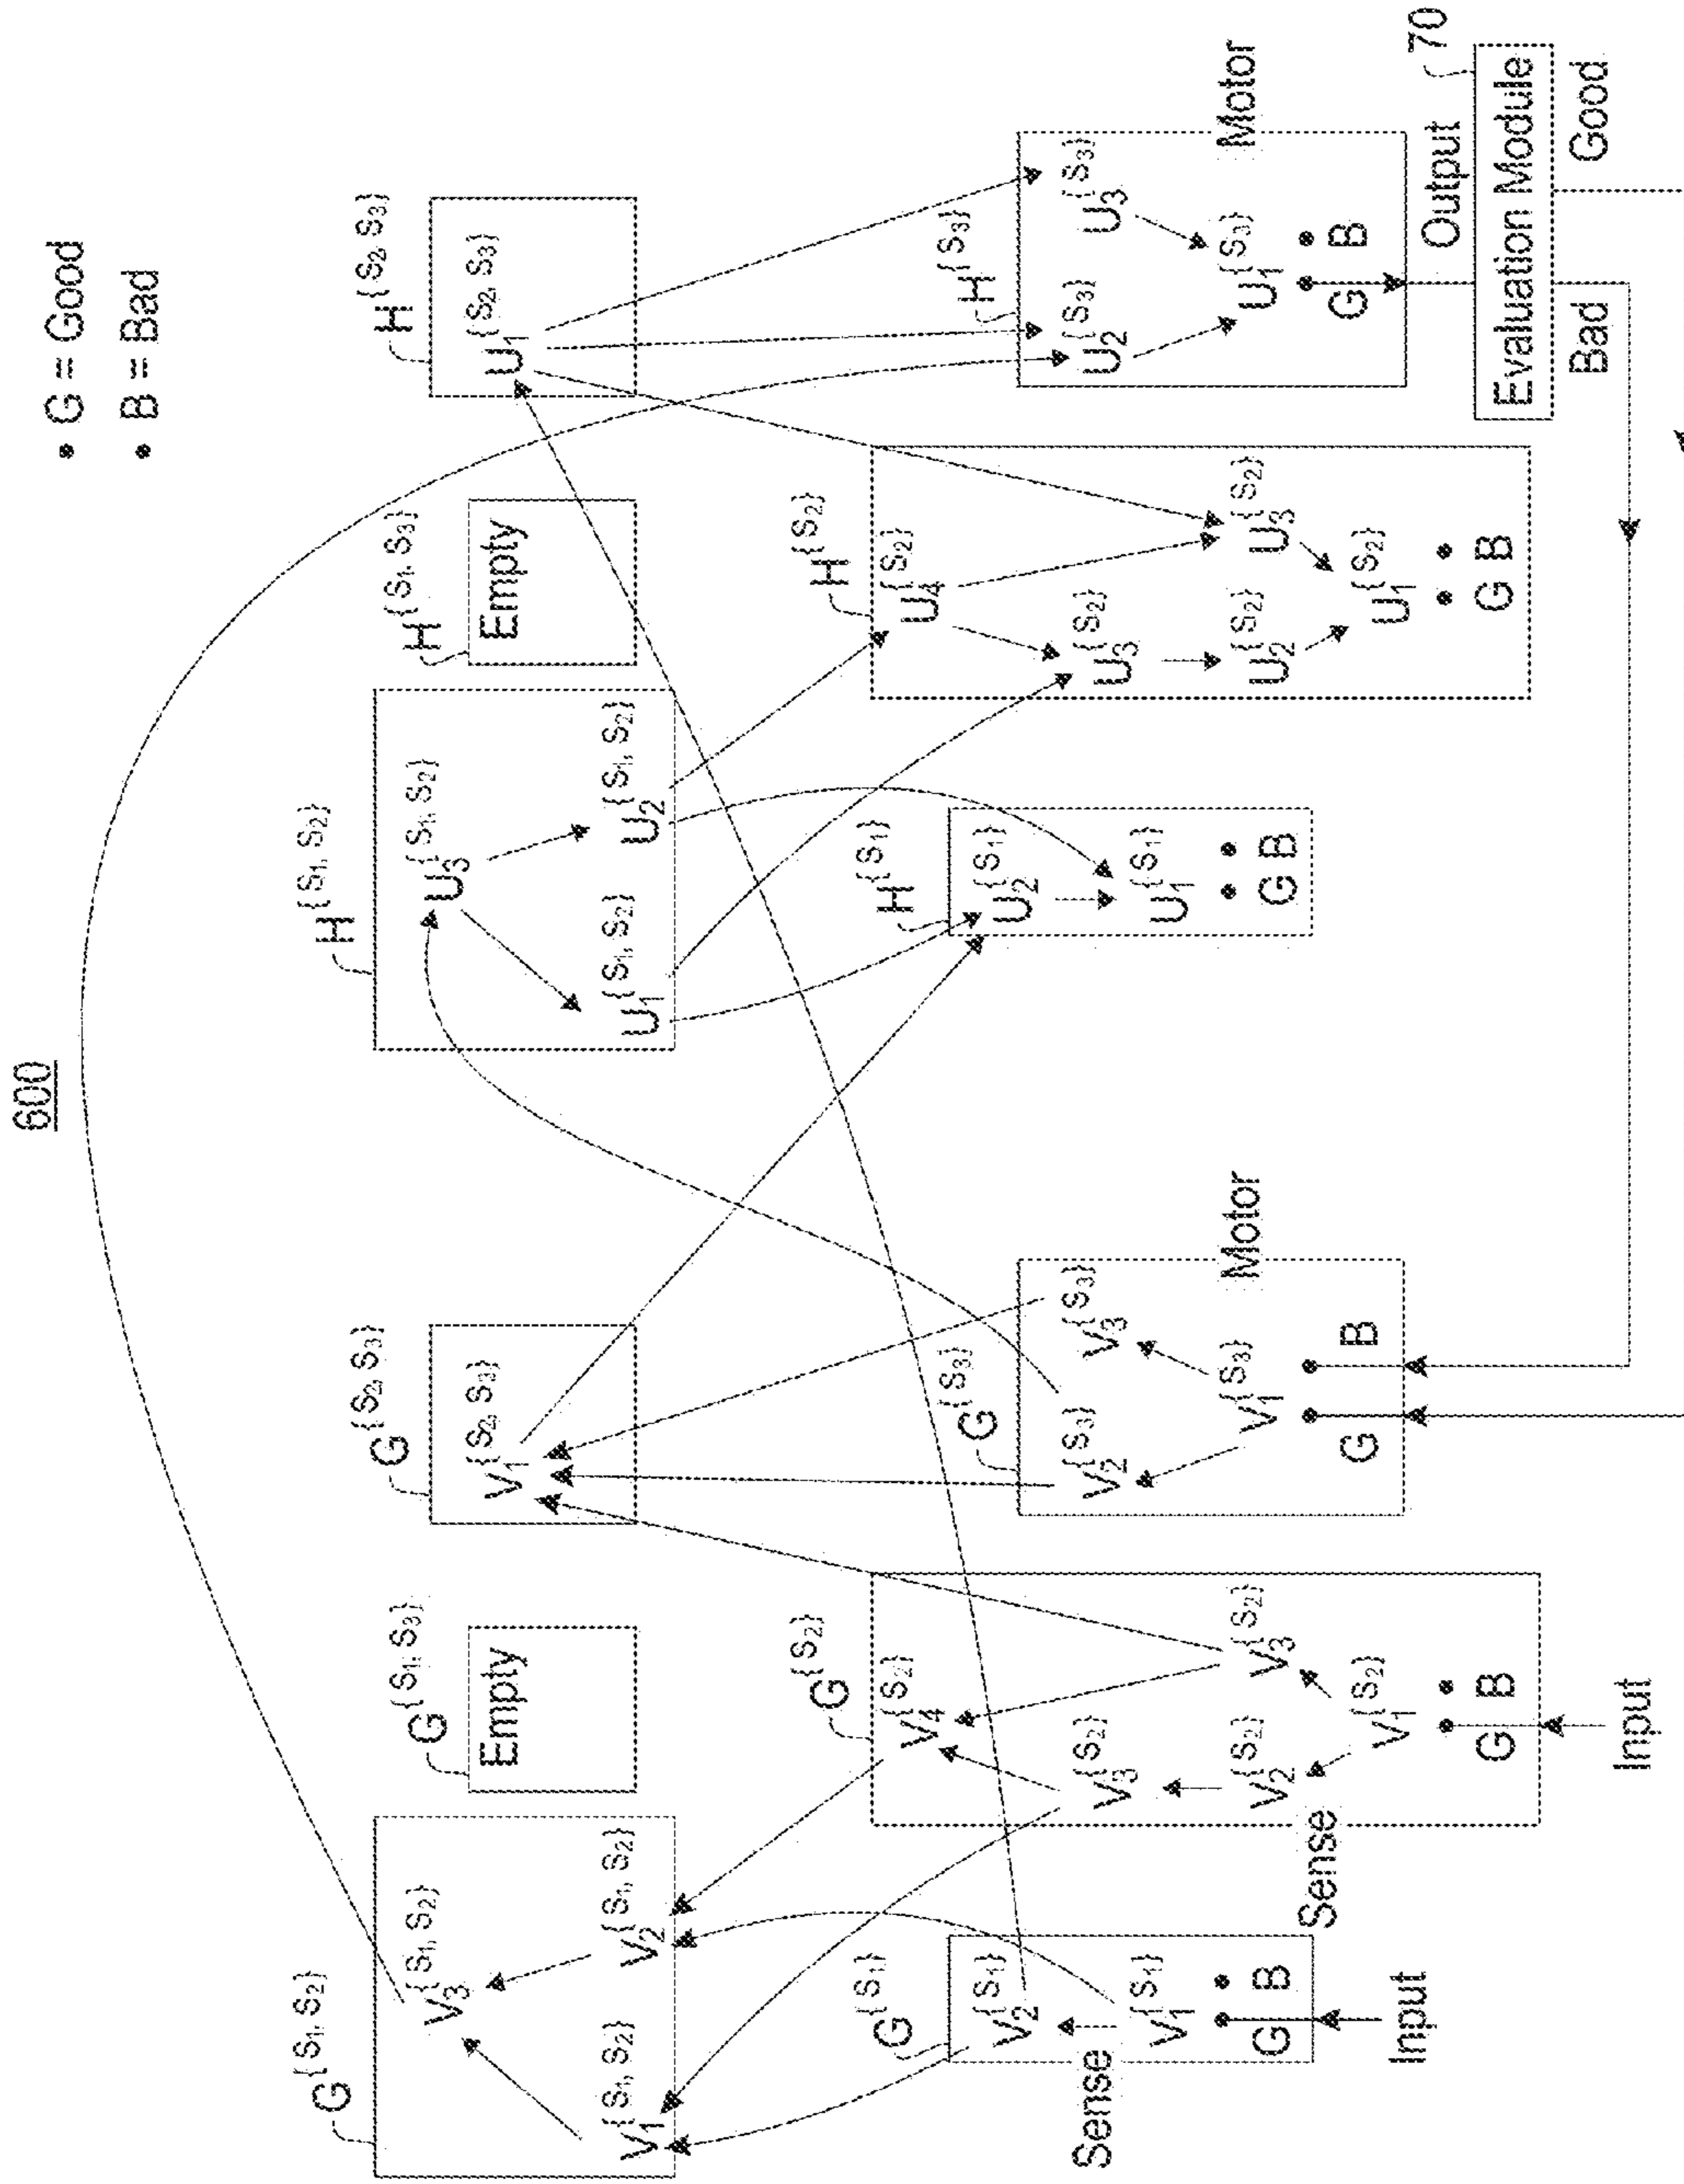 600
• G = Good
• B = Bad
G{S1, S2}
V3{S1, S2}
V1{S1, S2}
V2{S1, S2}
G{S1, S3}
Empty
G{S2, S3}
V1{S2, S3}
H{S1, S2}
U3{S1, S2}
U1{S1, S2}
U2{S1, S2}
H{S1, S3}
Empty
H{S2, S3}
U1{S2, S3}
G{S1}
V2{S1}
Sense
V1{S1}
G B
Input
G{S2}
V4{S2}
V3{S2}
V2{S2}
V3{S2}
Sense
V1{S2}
G B
Input
G{S3}
V2{S3}
V3{S3}
V1{S3}
Motor
G B
H{S1}
U2{S1}
U1{S1}
G B
H{S2}
U4{S2}
U3{S2}
U2{S2}
U3{S2}
U1{S2}
G B
H{S3}
U2{S3}
U3{S3}
U1{S3}
Motor
G B
Output
70
Evaluation Module
Bad
Good